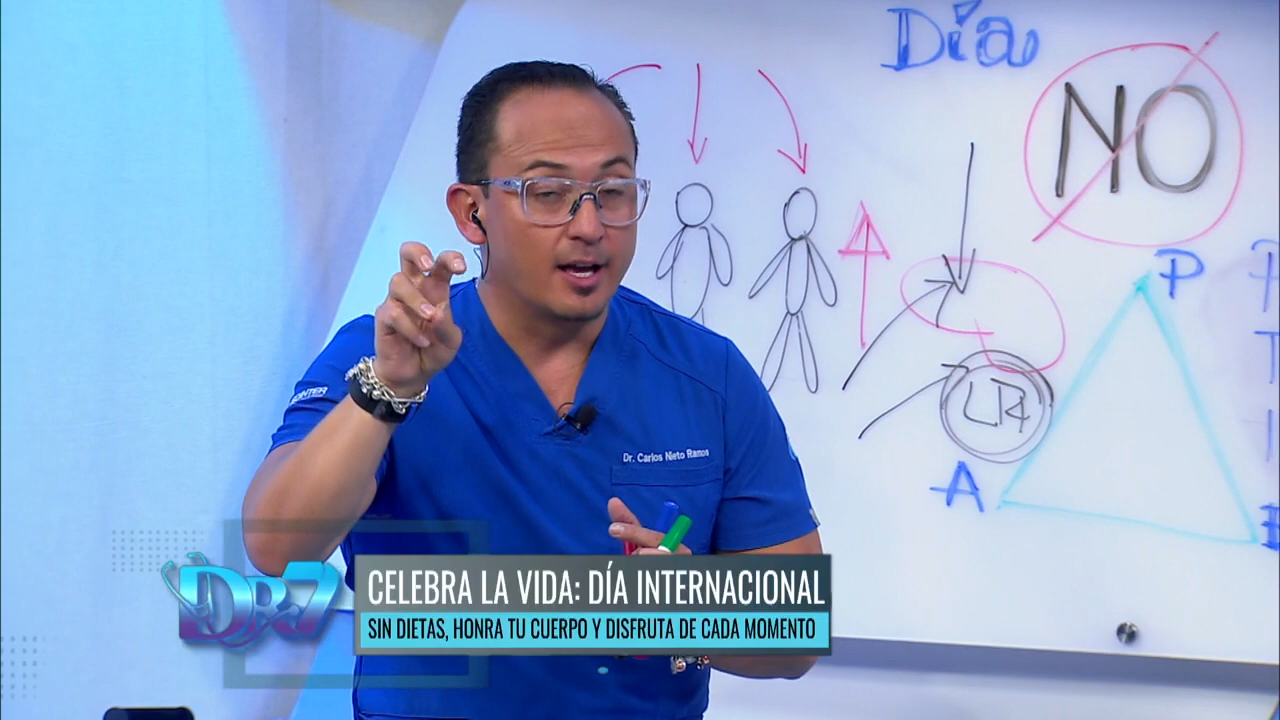 Día
NO
P
A
Dr. Carlos Nieto Ramos
DR7
CELEBRA LA VIDA: DÍA INTERNACIONAL
SIN DIETAS, HONRA TU CUERPO Y DISFRUTA DE CADA MOMENTO